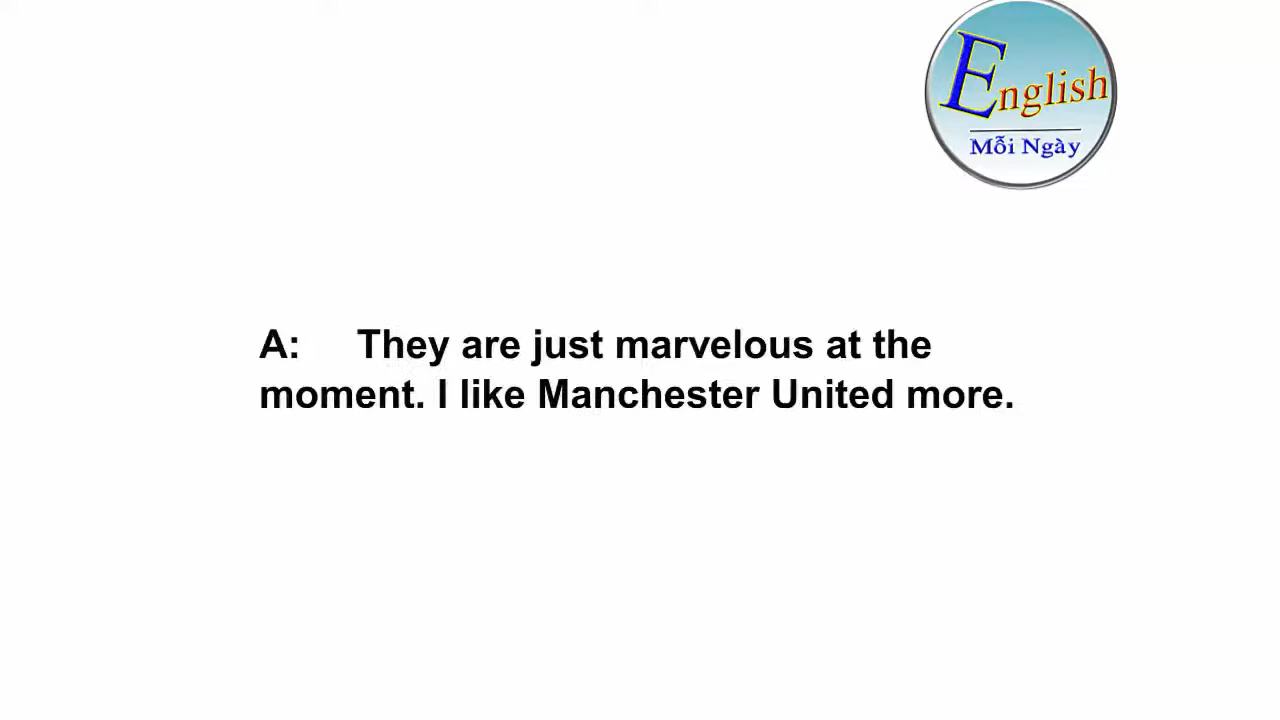 English
Mỗi Ngày
A: They are just marvelous at the
moment. I like Manchester United more.